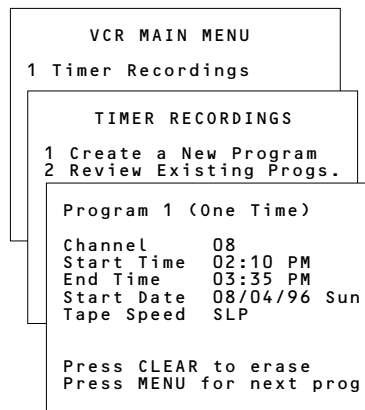 VCR MAIN MENU
1 Timer Recordings
TIMER RECORDINGS
1 Create a New Program
2 Review Existing Progs.
Program 1 (One Time)
Channel 08
Start Time 02:10 PM
End Time 03:35 PM
Start Date 08/04/96 Sun
Tape Speed SLP
Press CLEAR to erase
Press MENU for next prog